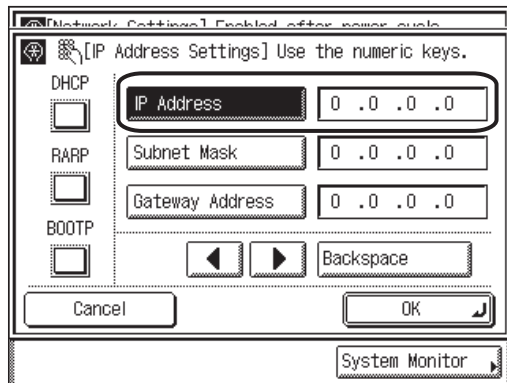 [Network Settings] Enabled after power cycle
[IP Address Settings] Use the numeric keys.
DHCP
IP Address 0 .0 .0 .0
RARP
Subnet Mask 0 .0 .0 .0
Gateway Address 0 .0 .0 .0
BOOTP
Backspace
Cancel OK
System Monitor